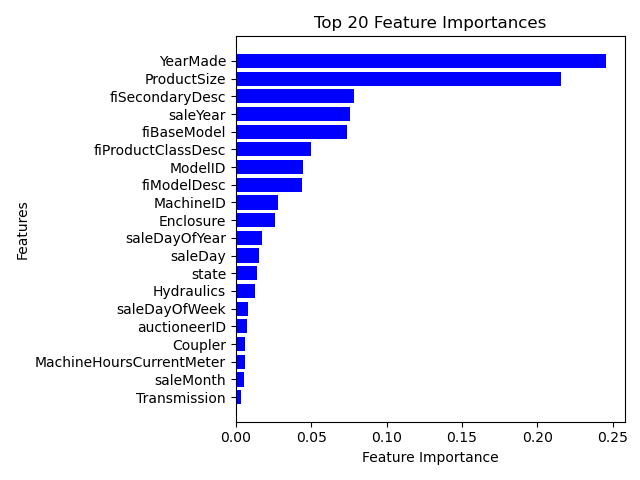 Top 20 Feature Importances
YearMade
ProductSize
fiSecondaryDesc
saleYear
fiBaseModel
fiProductClassDesc
ModelID
fiModelDesc
MachineID
Enclosure
saleDayOfYear
saleDay
state
Hydraulics
saleDayOfWeek
auctioneerID
Coupler
MachineHoursCurrentMeter
saleMonth
Transmission
Features
0.00 0.05 0.10 0.15 0.20 0.25
Feature Importance